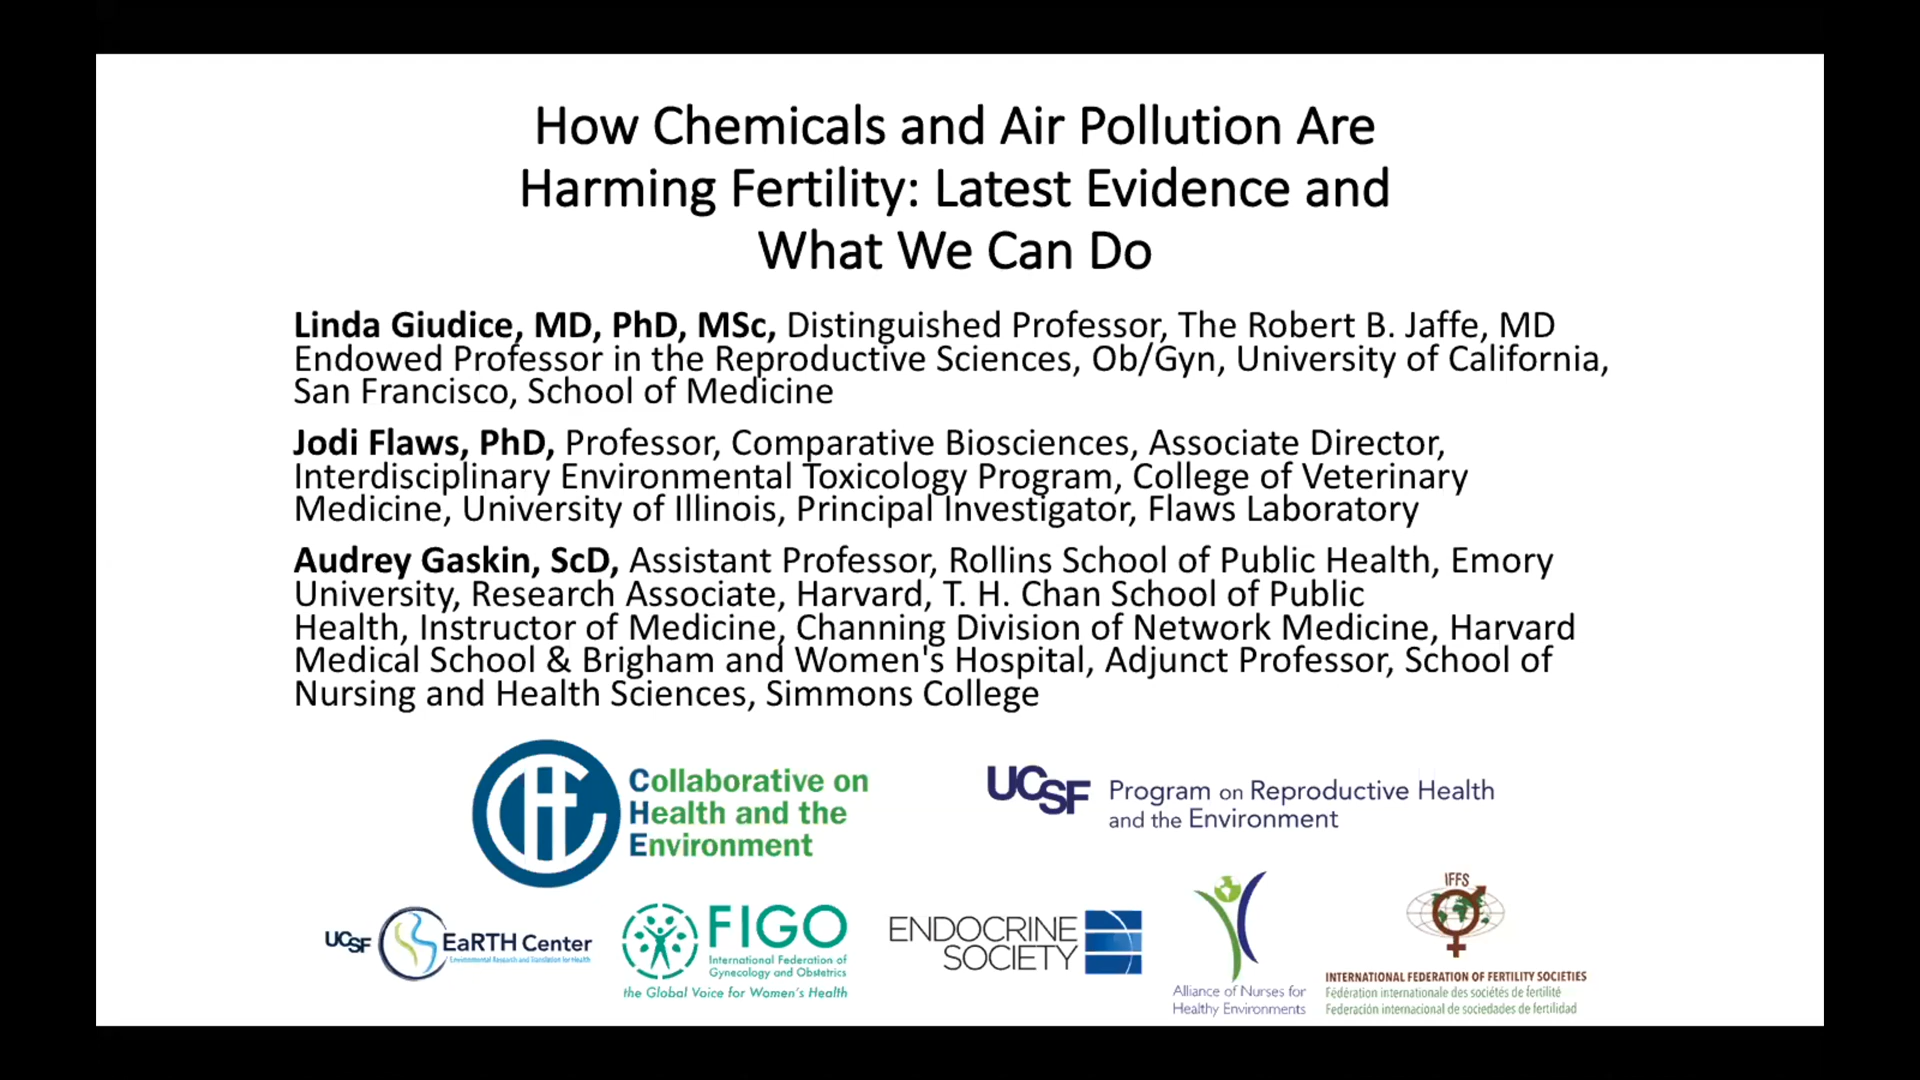 How Chemicals and Air Pollution Are
Harming Fertility: Latest Evidence and
What We Can Do
Linda Giudice, MD, PhD, MSc, Distinguished Professor, The Robert B. Jaffe, MD
Endowed Professor in the Reproductive Sciences, Ob/Gyn, University of California,
San Francisco, School of Medicine
Jodi Flaws, PhD, Professor, Comparative Biosciences, Associate Director,
Interdisciplinary Environmental Toxicology Program, College of Veterinary
Medicine, University of Illinois, Principal Investigator, Flaws Laboratory
Audrey Gaskin, ScD, Assistant Professor, Rollins School of Public Health, Emory
University, Research Associate, Harvard, T. H. Chan School of Public
Health, Instructor of Medicine, Channing Division of Network Medicine, Harvard
Medical School & Brigham and Women's Hospital, Adjunct Professor, School of
Nursing and Health Sciences, Simmons College
Collaborative on
Health and the
Environment
UCSF Program on Reproductive Health
and the Environment
UCSF EaRTH Center
Environmental Research and Translation for Health
FIGO
International Federation of
Gynecology and Obstetrics
the Global Voice for Women's Health
ENDOCRINE
SOCIETY
Alliance of Nurses for
Healthy Environments
IFFS
INTERNATIONAL FEDERATION OF FERTILITY SOCIETIES
Fédération internationale des sociétés de fertilité
Federación internacional de sociedades de fertilidad